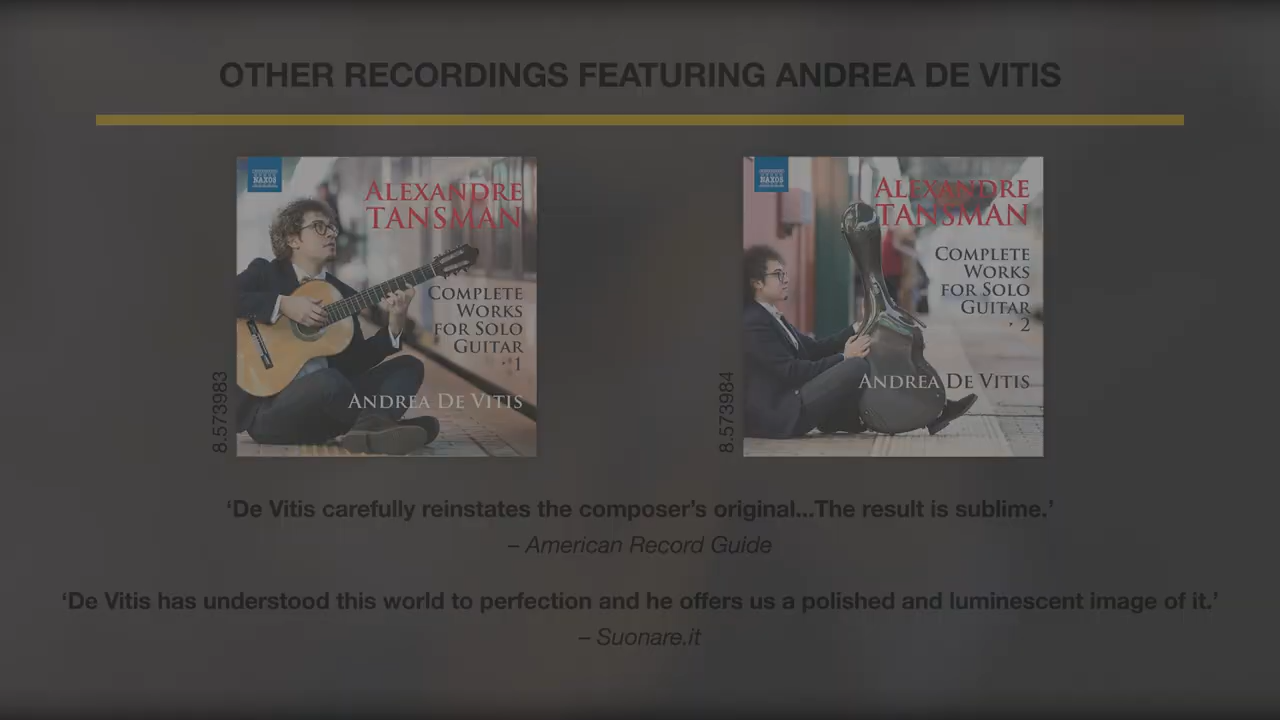 OTHER RECORDINGS FEATURING ANDREA DE VITIS
NAXOS
ALEXANDRE
TANSMAN
COMPLETE
WORKS
FOR SOLO
GUITAR
· 1
ANDREA DE VITIS
8.573983
NAXOS
ALEXANDRE
TANSMAN
COMPLETE
WORKS
FOR SOLO
GUITAR
· 2
ANDREA DE VITIS
8.573984
‘De Vitis carefully reinstates the composer’s original...The result is sublime.’
– American Record Guide
‘De Vitis has understood this world to perfection and he offers us a polished and luminescent image of it.’
– Suonare.it